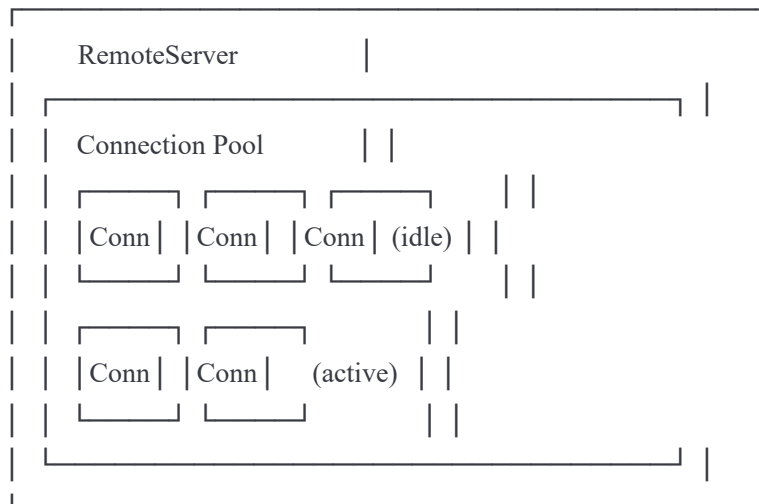 RemoteServer
Connection Pool
Conn Conn Conn (idle)
Conn Conn (active)